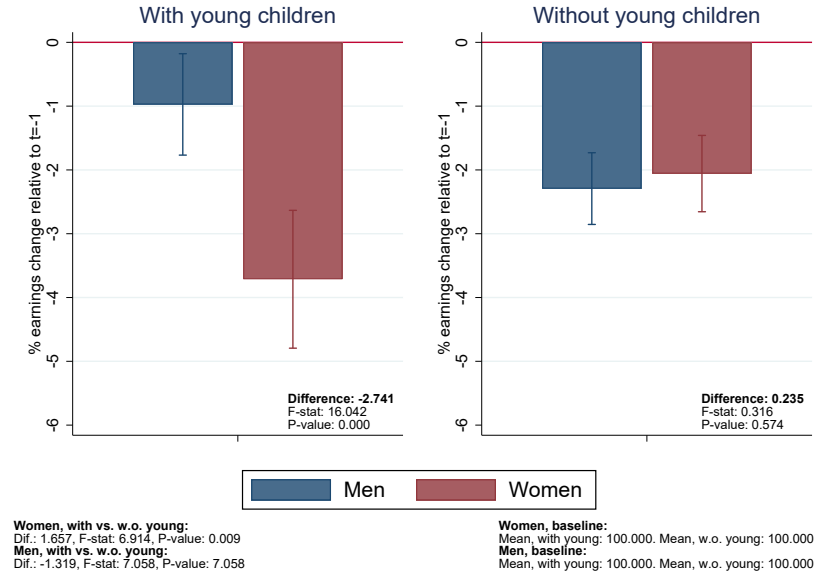 With young children
Without young children
% earnings change relative to t=-1
0
-1
-2
-3
-4
-5
-6
Difference: -2.741
F-stat: 16.042
P-value: 0.000
% earnings change relative to t=-1
0
-1
-2
-3
-4
-5
-6
Difference: 0.235
F-stat: 0.316
P-value: 0.574
Men
Women
Women, with vs. w.o. young:
Dif.: 1.657, F-stat: 6.914, P-value: 0.009
Men, with vs. w.o. young:
Dif.: -1.319, F-stat: 7.058, P-value: 7.058
Women, baseline:
Mean, with young: 100.000. Mean, w.o. young: 100.000
Men, baseline:
Mean, with young: 100.000. Mean, w.o. young: 100.000